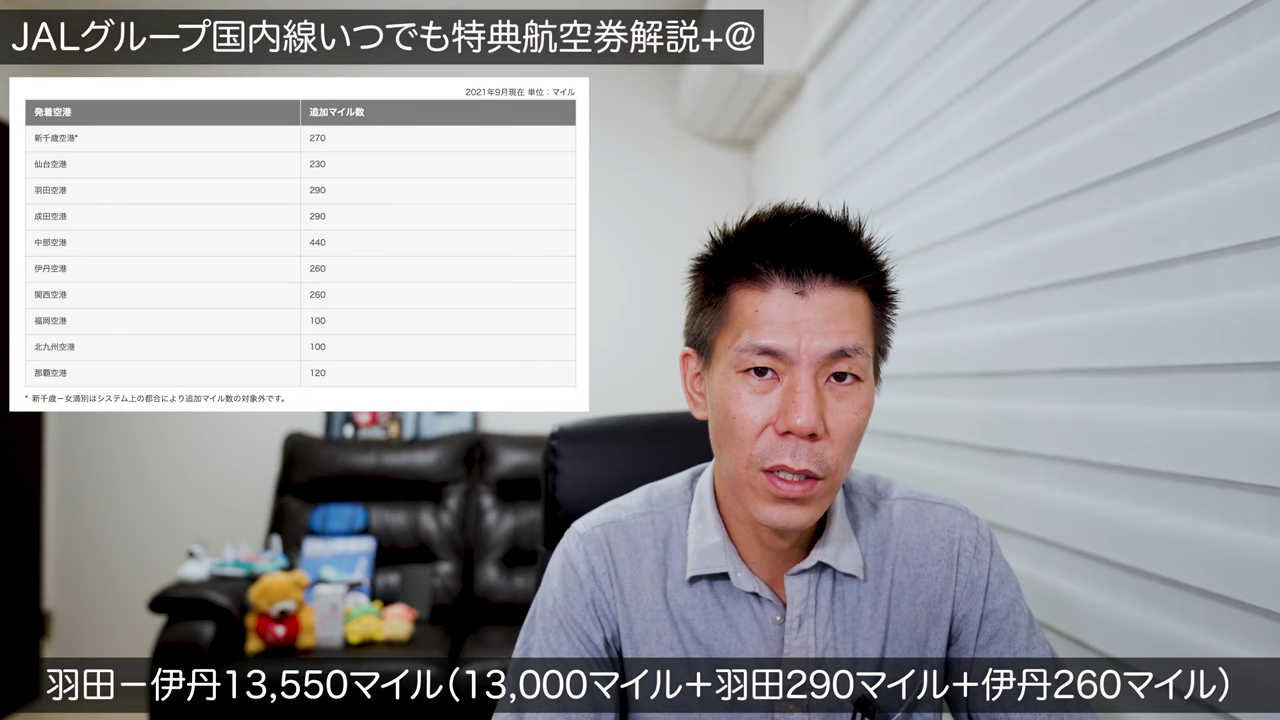 JALグループ国内線いつでも特典航空券解説+@
2021年9月現在 単位：マイル
発着空港 追加マイル数
新千歳空港* 270
仙台空港 230
羽田空港 290
成田空港 290
中部空港 440
伊丹空港 260
関西空港 260
福岡空港 100
北九州空港 100
那覇空港 120
* 新千歳－女満別はシステム上の都合により追加マイル数の対象外です。
羽田－伊丹13,550マイル（13,000マイル＋羽田290マイル＋伊丹260マイル）